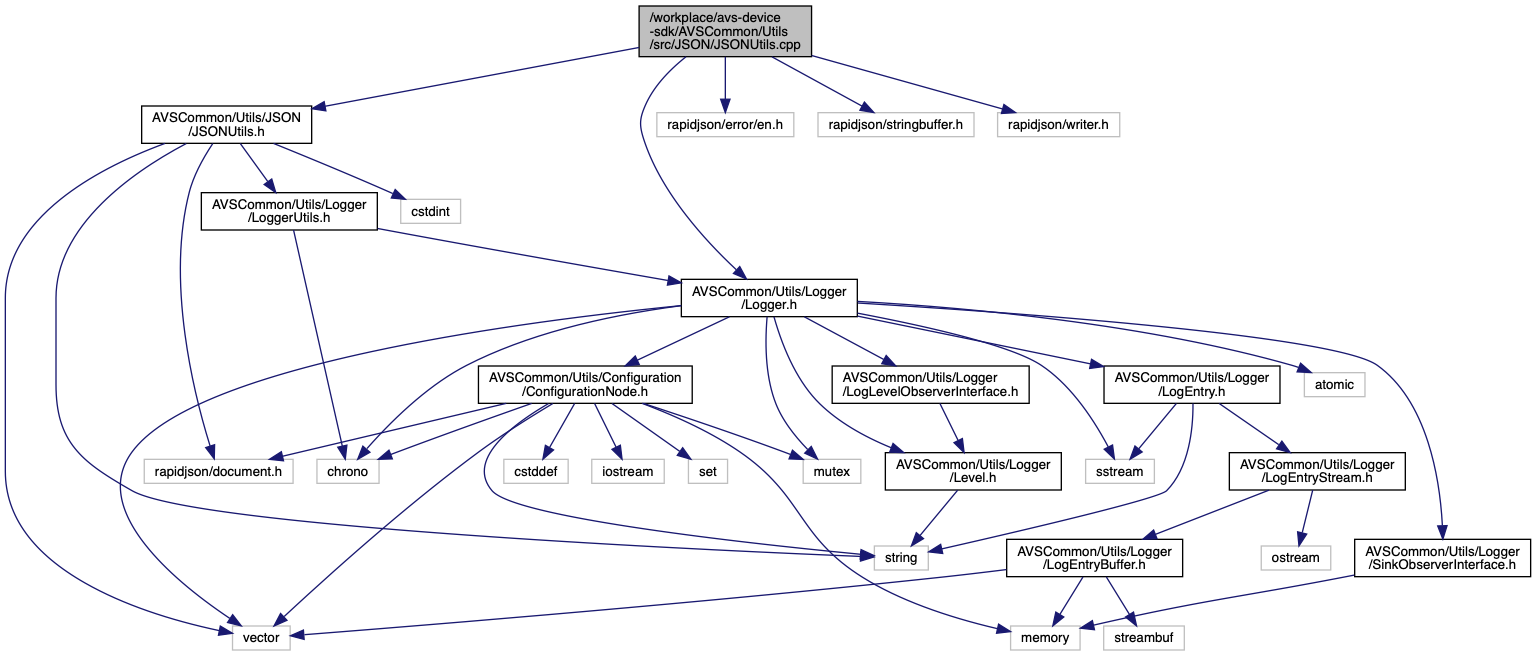 /workplace/avs-device
-sdk/AVSCommon/Utils
/src/JSON/JSONUtils.cpp
AVSCommon/Utils/JSON
/JSONUtils.h
rapidjson/error/en.h
rapidjson/stringbuffer.h
rapidjson/writer.h
AVSCommon/Utils/Logger
/LoggerUtils.h
cstdint
AVSCommon/Utils/Logger
/Logger.h
AVSCommon/Utils/Configuration
/ConfigurationNode.h
AVSCommon/Utils/Logger
/LogLevelObserverInterface.h
AVSCommon/Utils/Logger
/LogEntry.h
atomic
rapidjson/document.h
chrono
cstddef
iostream
set
mutex
AVSCommon/Utils/Logger
/Level.h
sstream
AVSCommon/Utils/Logger
/LogEntryStream.h
string
AVSCommon/Utils/Logger
/LogEntryBuffer.h
ostream
AVSCommon/Utils/Logger
/SinkObserverInterface.h
vector
memory
streambuf